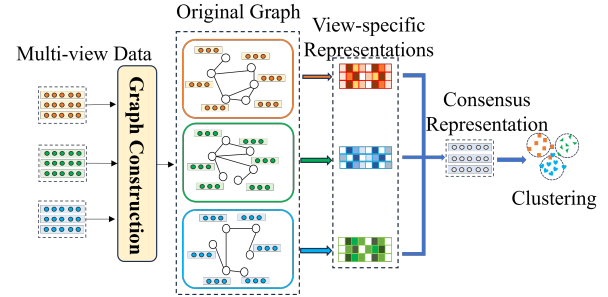 Multi-view Data
Graph Construction
Original Graph
View-specific
Representations
Consensus
Representation
Clustering